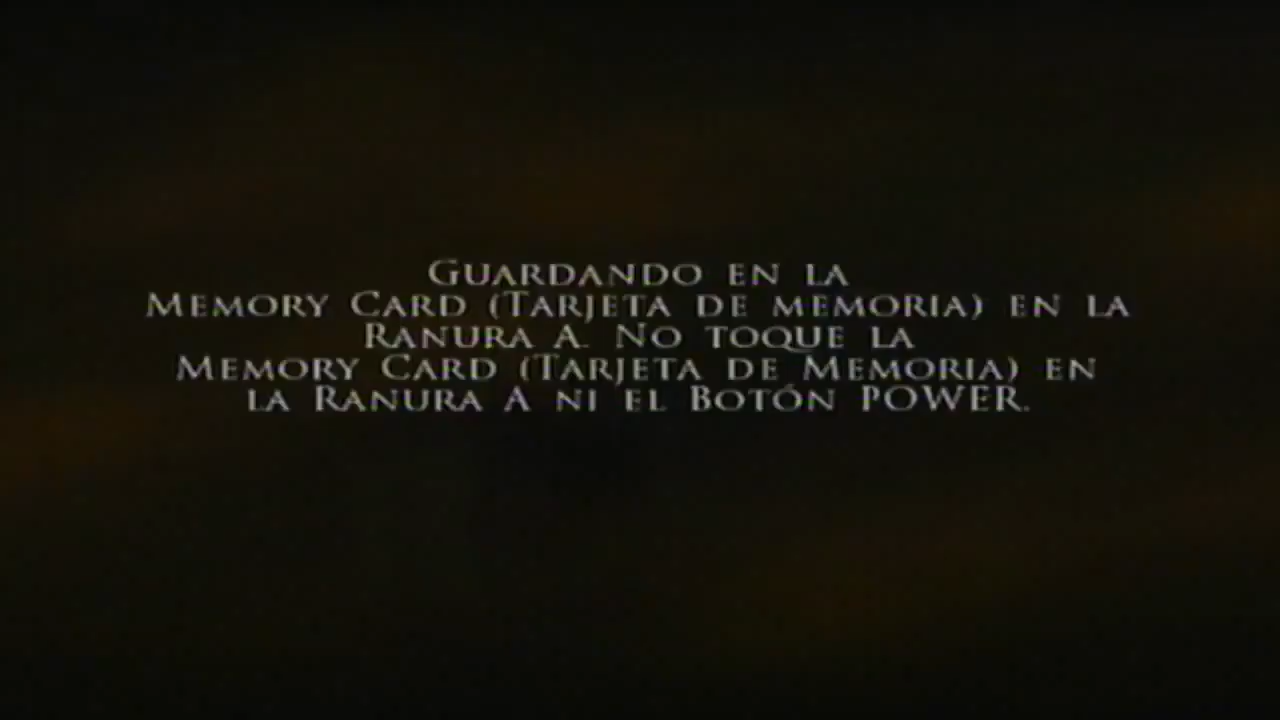 Guardando en la
Memory Card (Tarjeta de memoria) en la
Ranura A. No toque la
Memory Card (Tarjeta de Memoria) en
la Ranura A ni el Botón POWER.